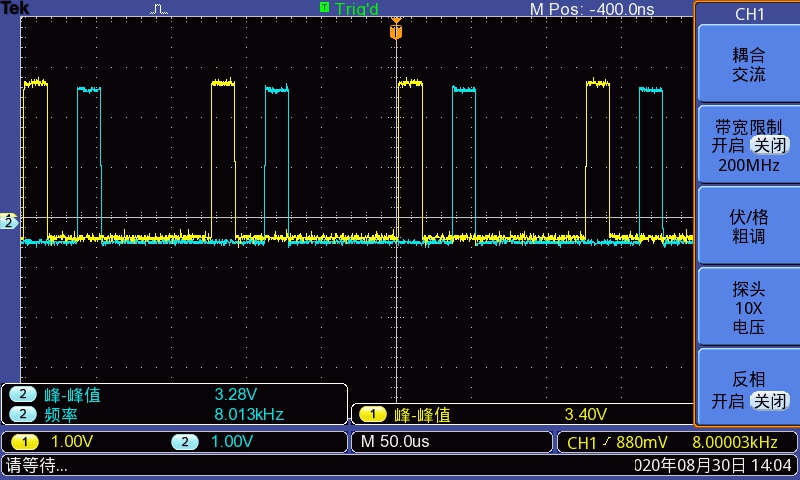 Tek T Trig'd M Pos: -400.0ns CH1
T
耦合
交流
带宽限制
开启 关闭
200MHz
2
伏/格
粗调
探头
10X
电压
反相
开启 关闭
2 峰-峰值 3.28V
2 频率 8.013kHz
1 峰-峰值 3.40V
1 1.00V 2 1.00V M 50.0us CH1 880mV 8.00003kHz
请等待... 020年08月30日 14:04